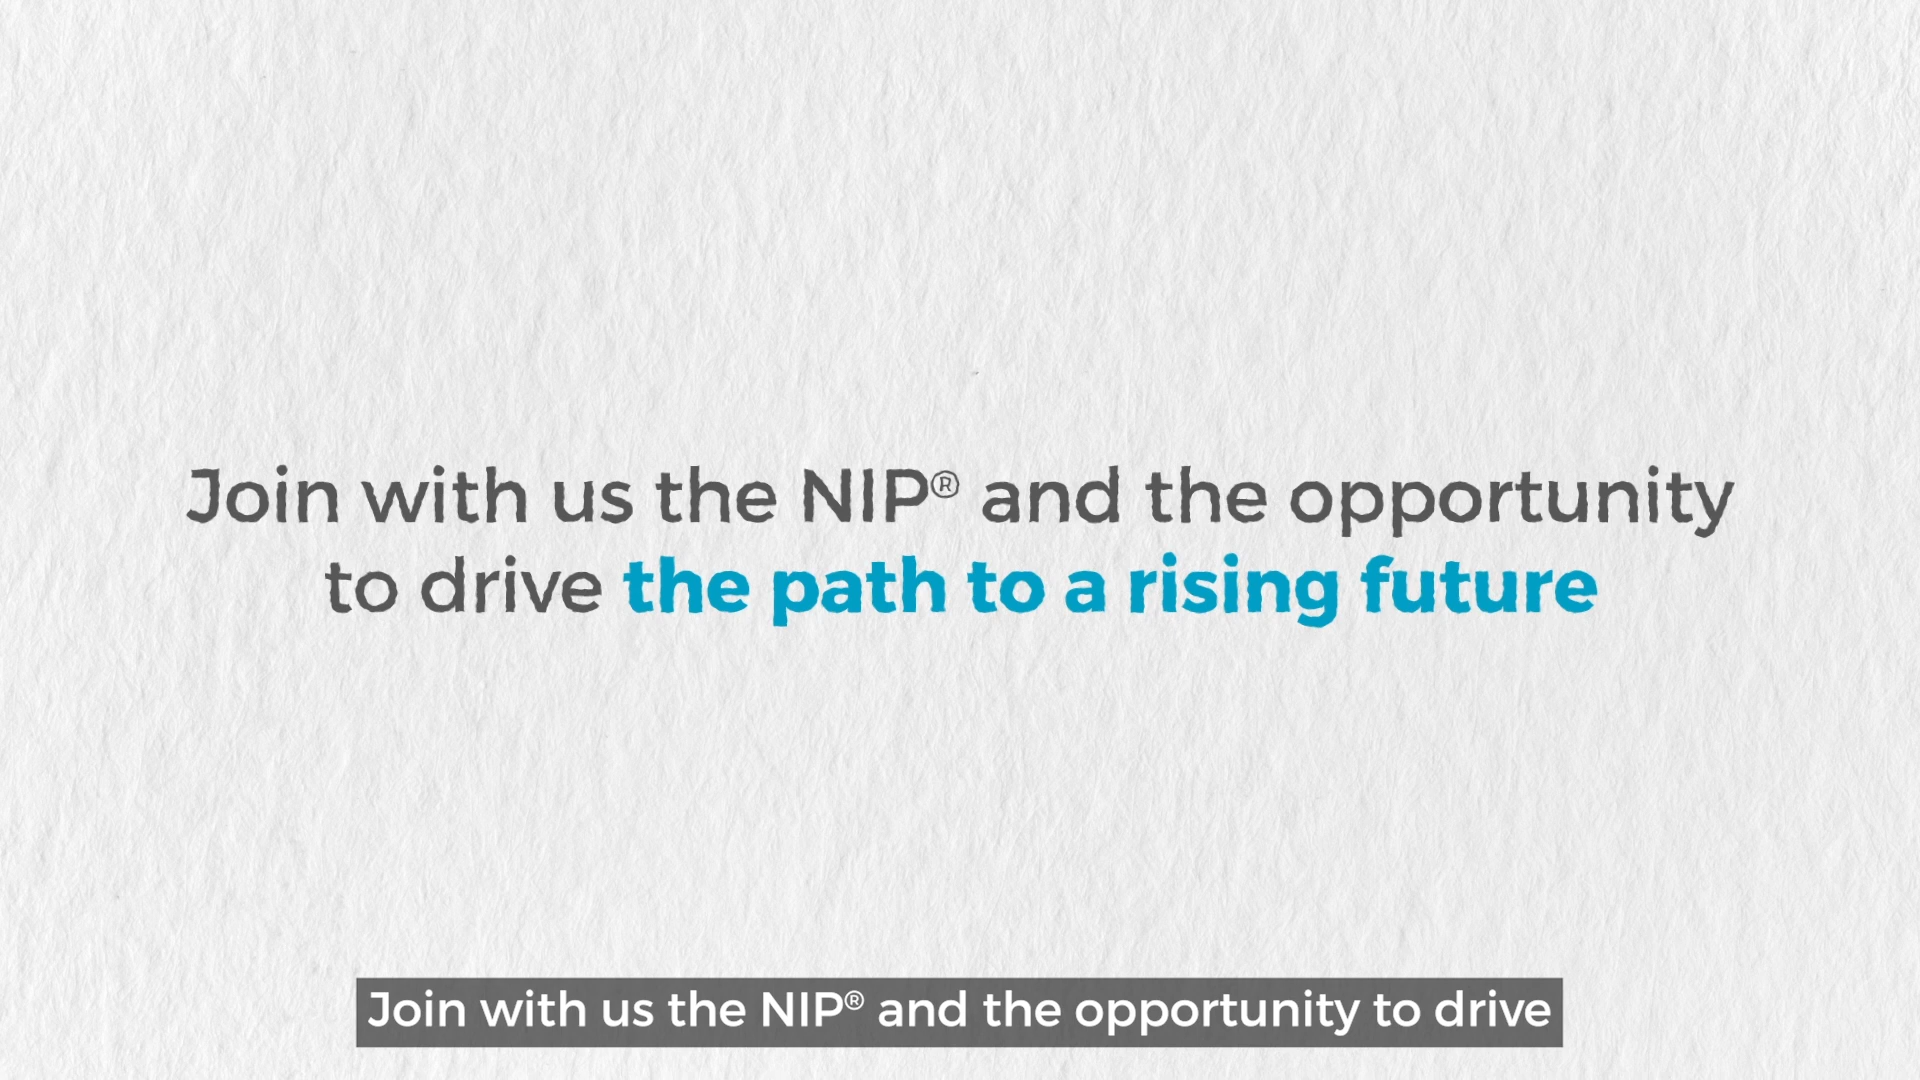 Join with us the NIP® and the opportunity
to drive the path to a rising future
Join with us the NIP® and the opportunity to drive